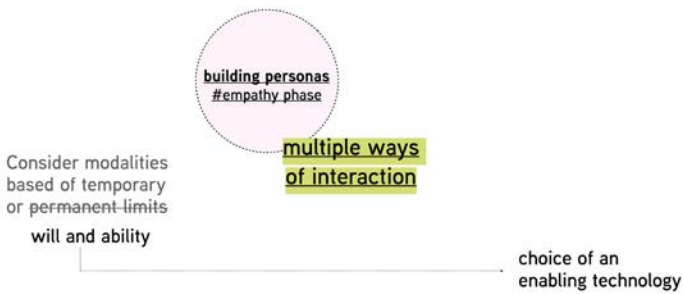 building personas
#empathy phase
multiple ways
of interaction
Consider modalities
based of temporary
or permanent limits
will and ability
choice of an
enabling technology